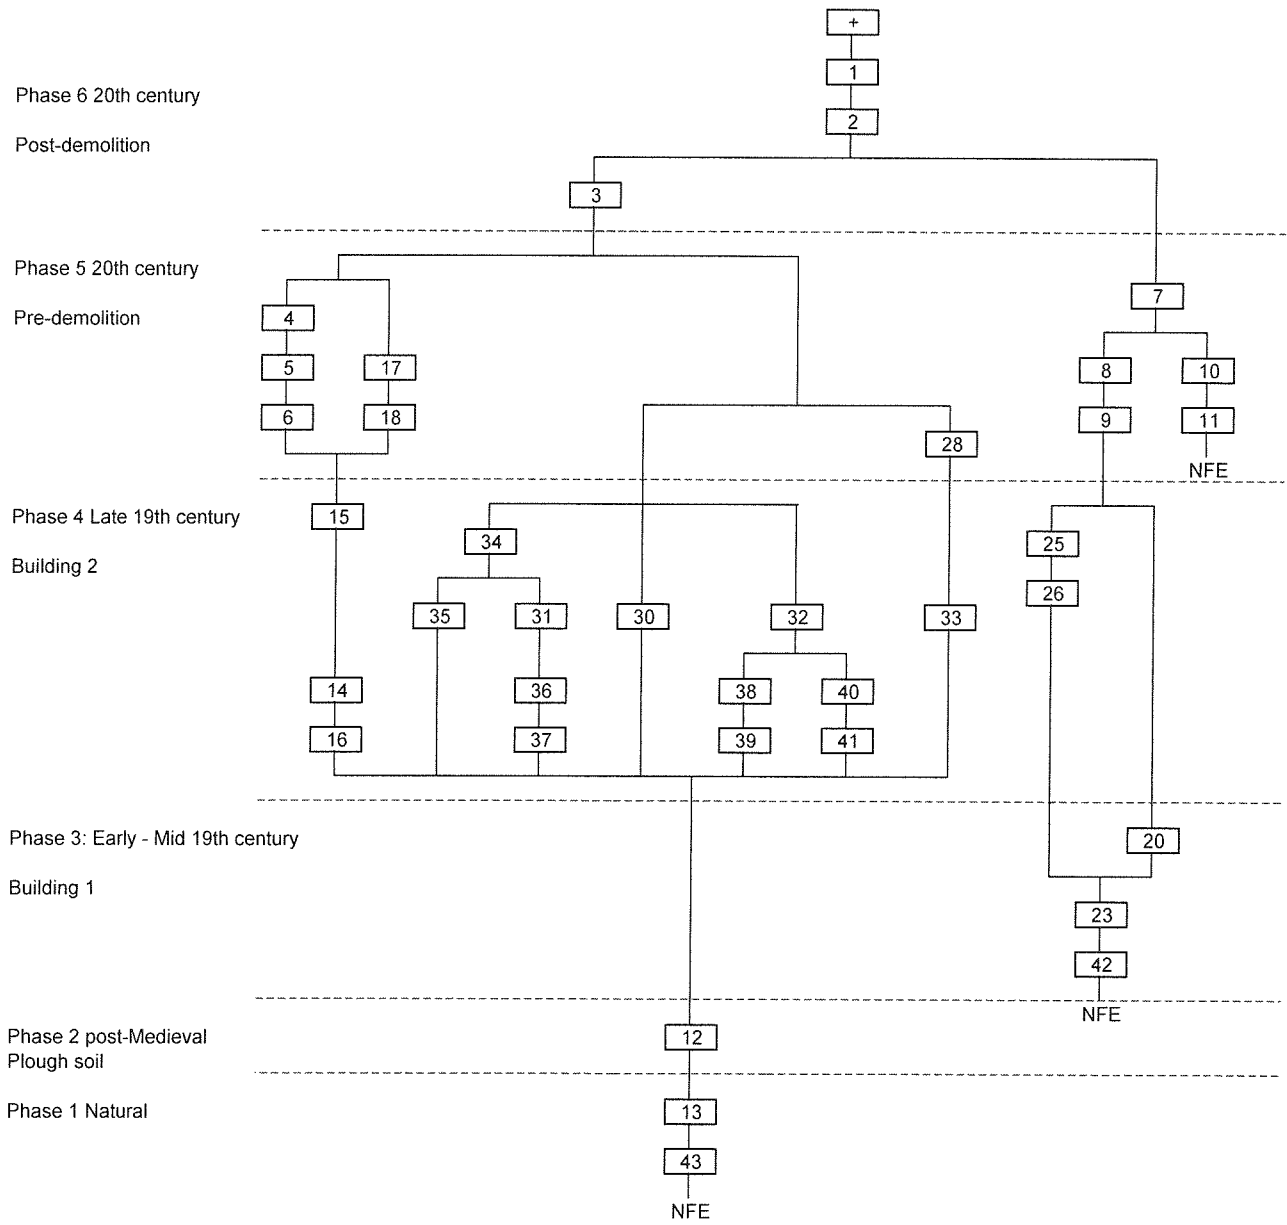 +
1
Phase 6 20th century
2
Post-demolition
3
Phase 5 20th century
7
Pre-demolition
4
5
17
8
10
6
18
9
11
28
NFE
Phase 4 Late 19th century
15
34
25
Building 2
26
35
31
30
32
33
14
36
38
40
16
37
39
41
Phase 3: Early - Mid 19th century
20
Building 1
23
42
NFE
Phase 2 post-Medieval
12
Plough soil
Phase 1 Natural
13
43
NFE